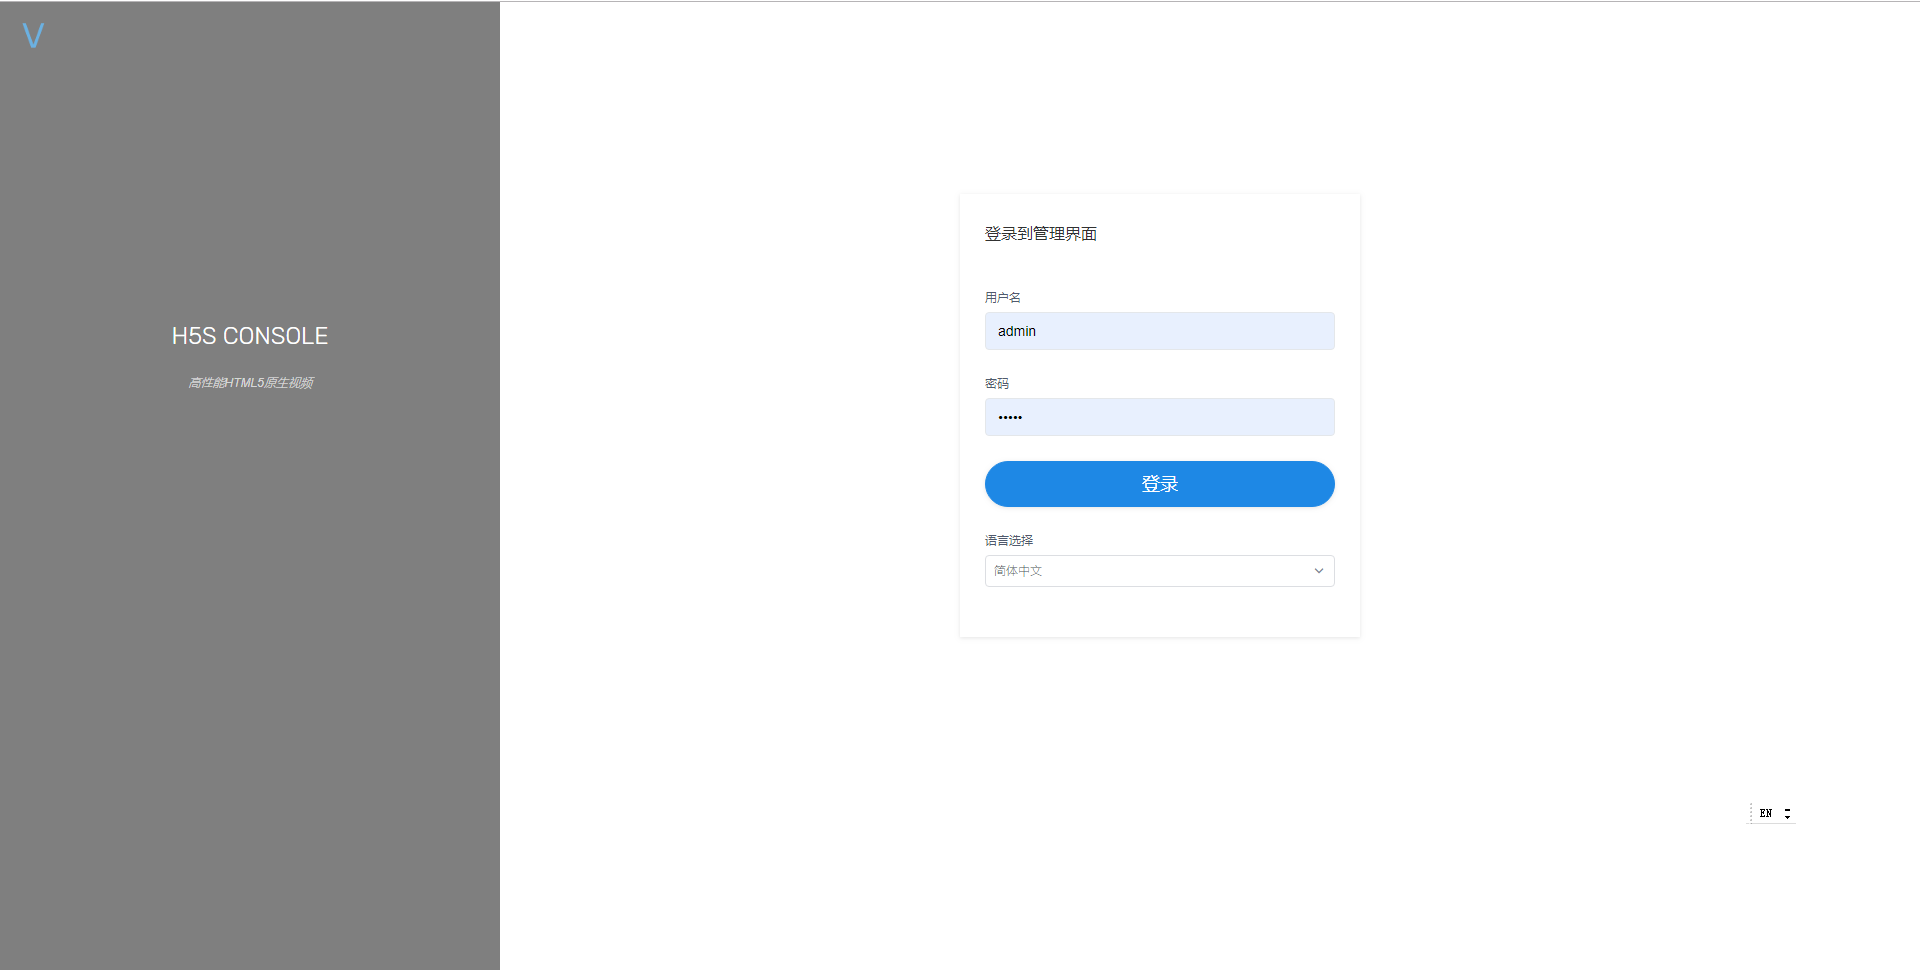 V
H5S CONSOLE
高性能HTML5原生视频
登录到管理界面
用户名
admin
密码
•••••
登录
语言选择
简体中文
EN